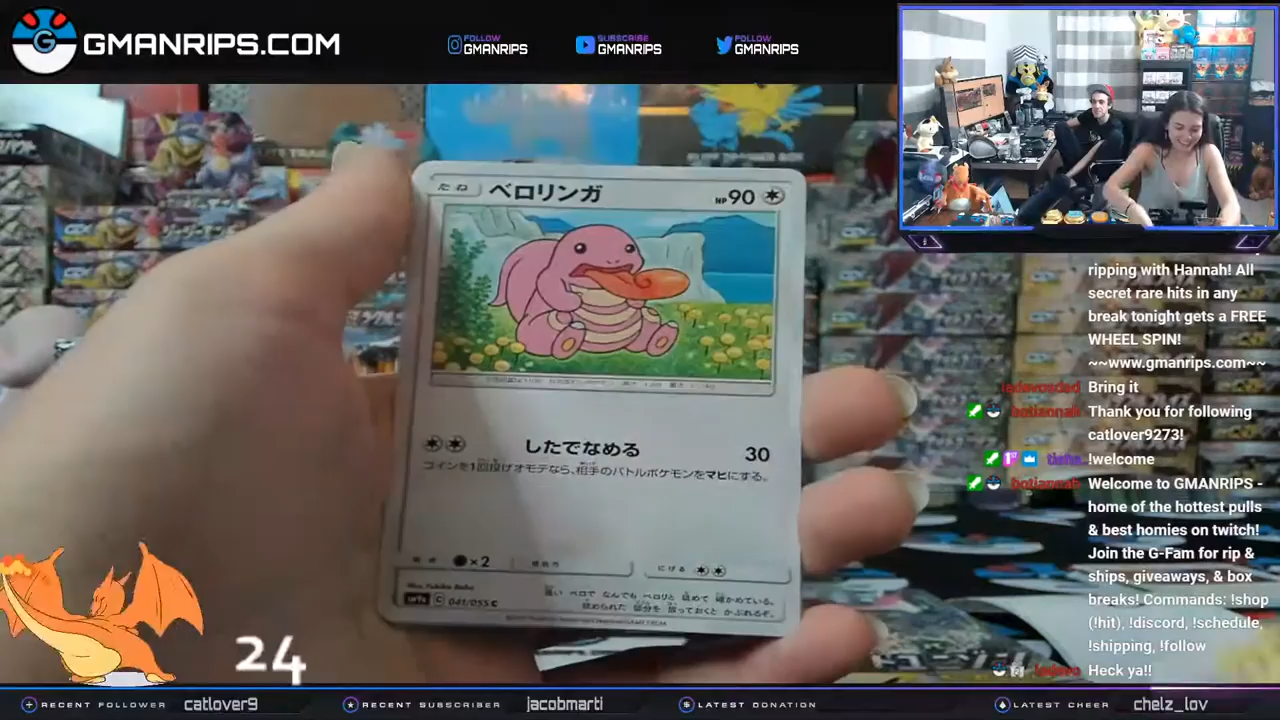 GMANRIPS.COM
FOLLOW
GMANRIPS
SUBSCRIBE
GMANRIPS
FOLLOW
GMANRIPS
たね ベロリンガ HP90
したでなめる 30
コインを1回投げオモテなら、相手のバトルポケモンをマヒにする。
×2
にげる
041/055 C
24
ripping with Hannah! All
secret rare hits in any
break tonight gets a FREE
WHEEL SPIN!
~~www.gmanrips.com~~
Bring it
Thank you for following
catlover9273!
!welcome
Welcome to GMANRIPS -
home of the hottest pulls
& best homies on twitch!
Join the G-Fam for rip &
ships, giveaways, & box
breaks! Commands: !shop
(!hit), !discord, !schedule,
!shipping, !follow
Heck ya!!
RECENT FOLLOWER catlover9
RECENT SUBSCRIBER jacobmarti
LATEST DONATION
LATEST CHEER chelz_lov